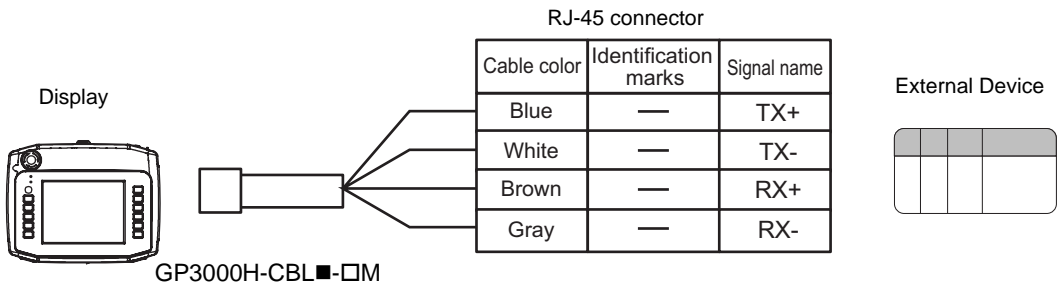 RJ-45 connector
Cable color Identification marks Signal name
Blue — TX+
White — TX-
Brown — RX+
Gray — RX-
Display
External Device
GP3000H-CBL■-□M